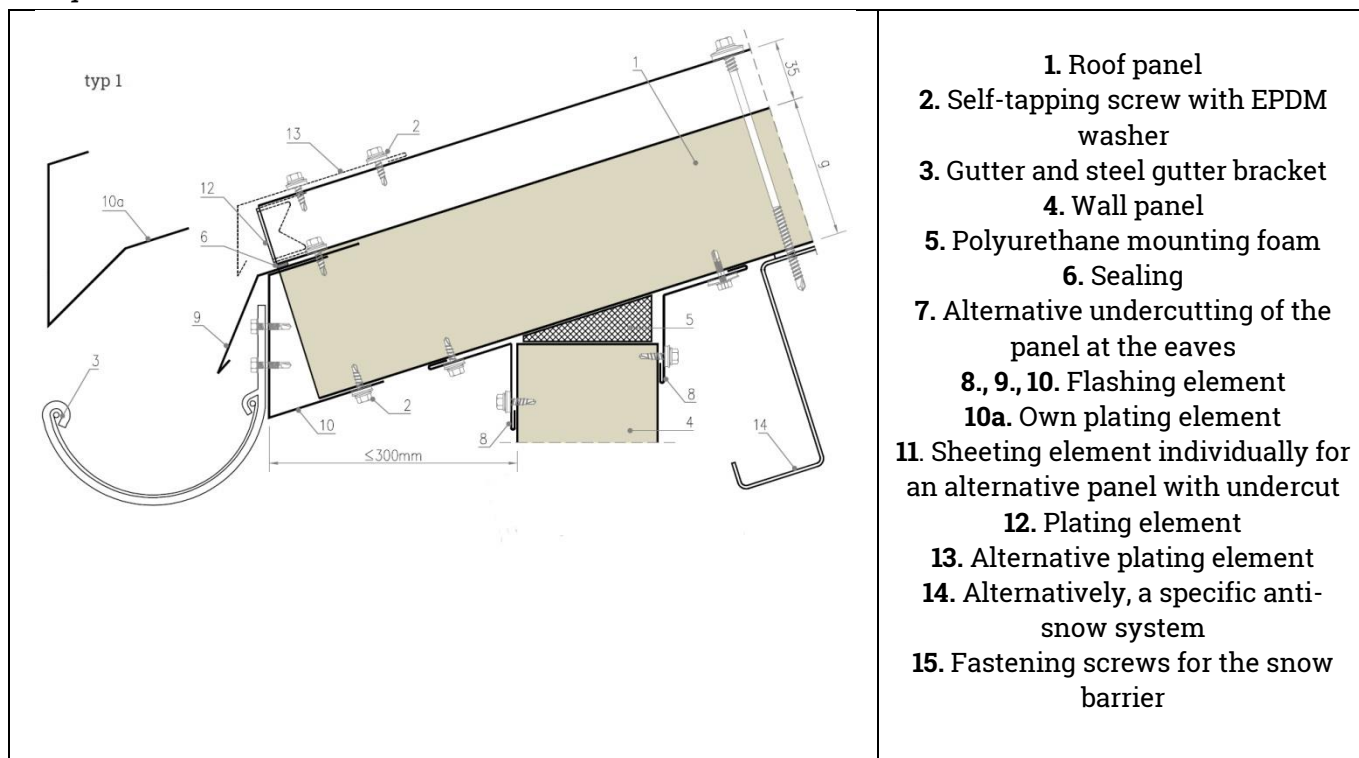 typ 1
1
35
g
2
13
12
10a
6
9
5
3
2
8
10
8
4
14
≤300mm
1. Roof panel
2. Self-tapping screw with EPDM
washer
3. Gutter and steel gutter bracket
4. Wall panel
5. Polyurethane mounting foam
6. Sealing
7. Alternative undercutting of the
panel at the eaves
8., 9., 10. Flashing element
10a. Own plating element
11. Sheeting element individually for
an alternative panel with undercut
12. Plating element
13. Alternative plating element
14. Alternatively, a specific anti-
snow system
15. Fastening screws for the snow
barrier